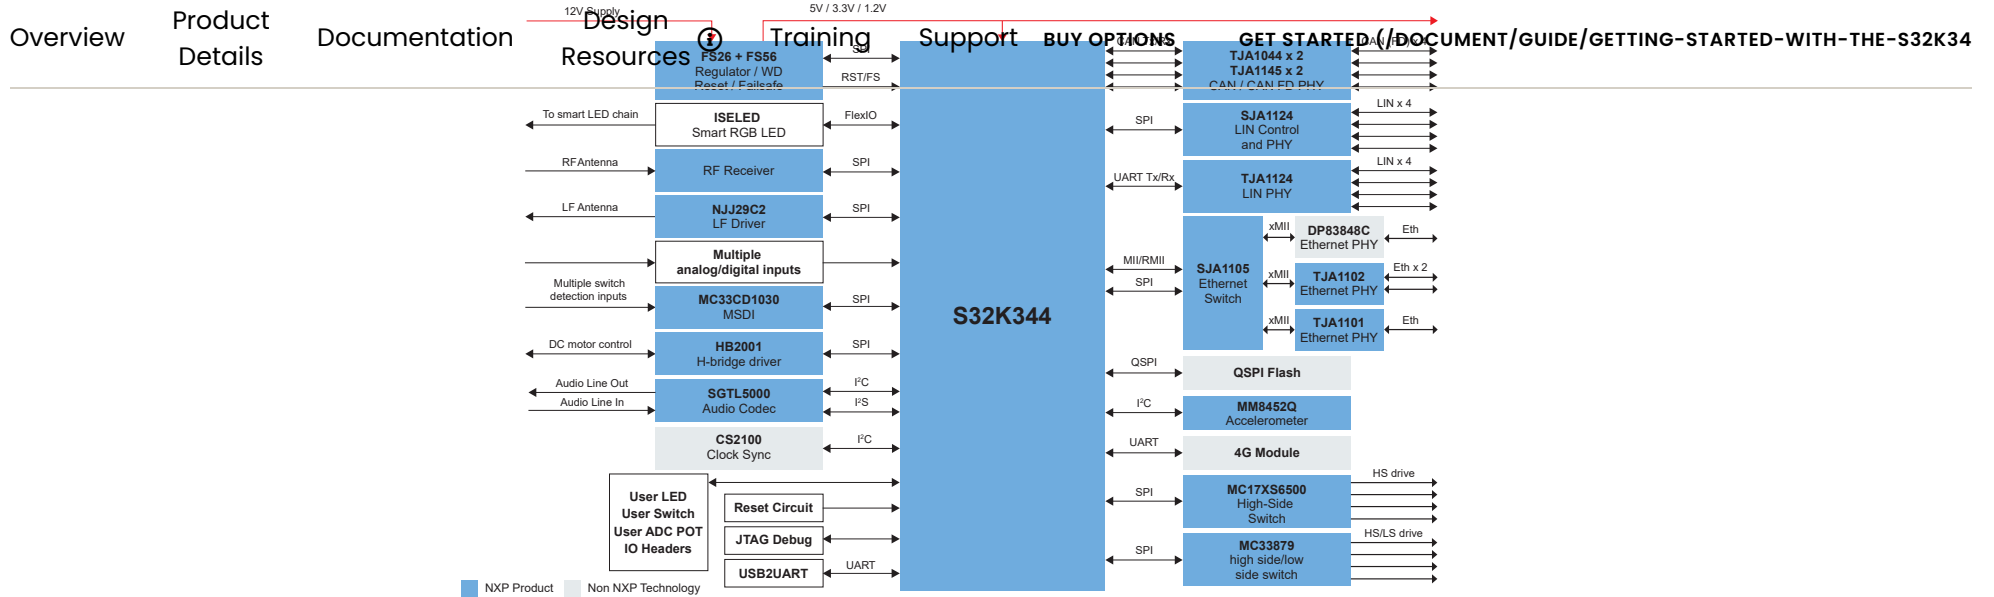 12V Supply
5V / 3.3V / 1.2V
Overview
Product
Details
Documentation
Design
Resources
Training
Support
BUY OPTIONS
GET STARTED (/DOCUMENT/GUIDE/GETTING-STARTED-WITH-THE-S32K34
FS26 + FS56
Regulator / WD
Reset / Failsafe
SPI
RST/FS
To smart LED chain
ISELED
Smart RGB LED
FlexIO
RF Antenna
RF Receiver
SPI
LF Antenna
NJJ29C2
LF Driver
SPI
Multiple
analog/digital inputs
Multiple switch
detection inputs
MC33CD1030
MSDI
SPI
DC motor control
HB2001
H-bridge driver
SPI
Audio Line Out
Audio Line In
SGTL5000
Audio Codec
I²C
I²S
CS2100
Clock Sync
I²C
User LED
User Switch
User ADC POT
IO Headers
Reset Circuit
JTAG Debug
USB2UART
UART
S32K344
TJA1044 x 2
TJA1145 x 2
CAN / CAN FD PHY
SPI
SJA1124
LIN Control
and PHY
LIN x 4
UART Tx/Rx
TJA1124
LIN PHY
LIN x 4
MII/RMII
SPI
SJA1105
Ethernet
Switch
xMII
DP83848C
Ethernet PHY
Eth
xMII
TJA1102
Ethernet PHY
Eth x 2
xMII
TJA1101
Ethernet PHY
Eth
QSPI
QSPI Flash
I²C
MM8452Q
Accelerometer
UART
4G Module
SPI
MC17XS6500
High-Side
Switch
HS drive
SPI
MC33879
high side/low
side switch
HS/LS drive
NXP Product
Non NXP Technology